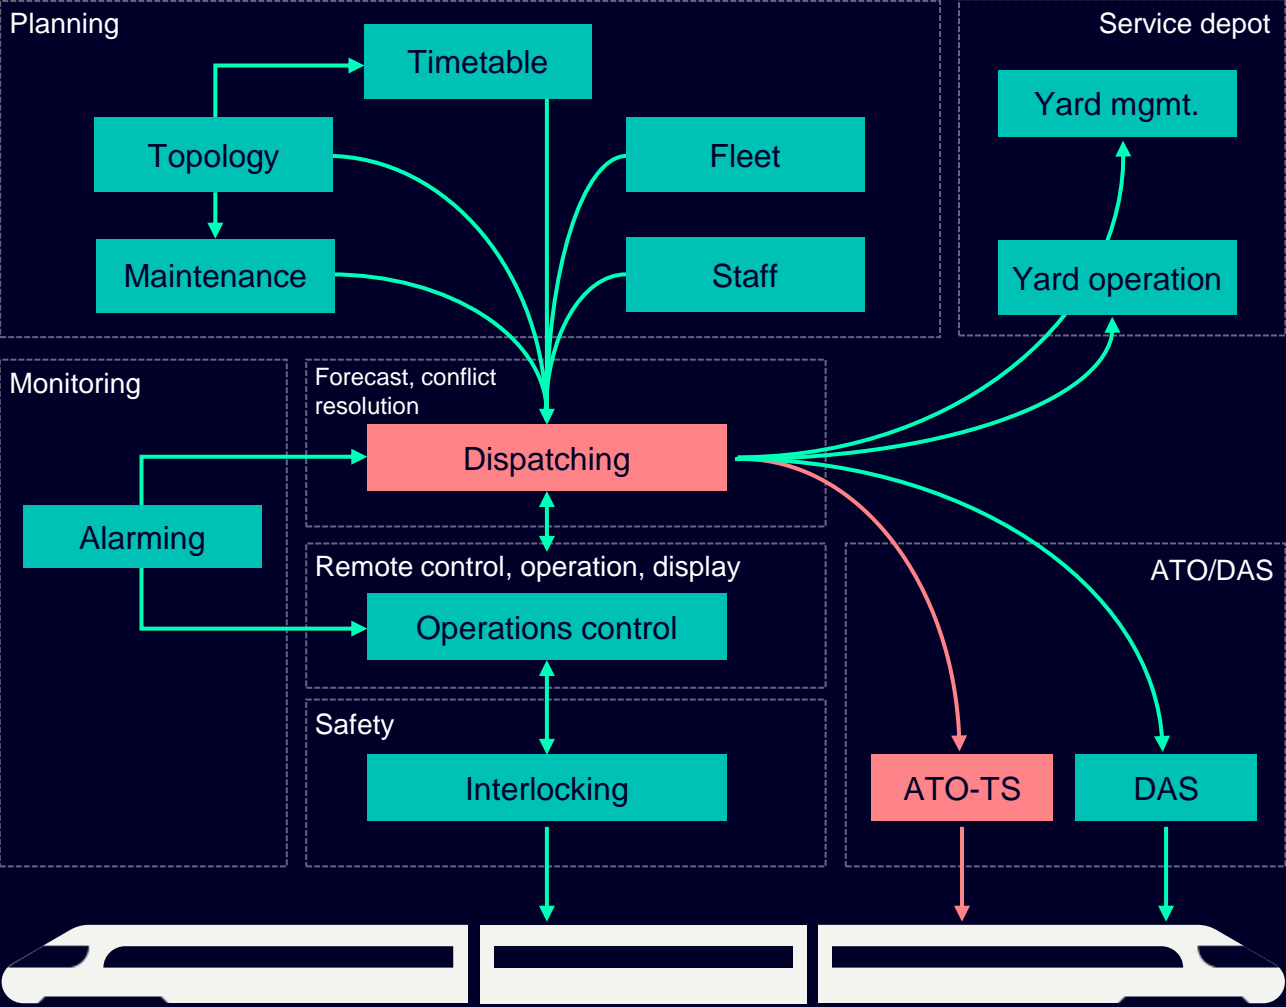 Planning
Service depot
Timetable
Yard mgmt.
Topology
Fleet
Maintenance
Staff
Yard operation
Monitoring
Forecast, conflict
resolution
Dispatching
Alarming
Remote control, operation, display
ATO/DAS
Operations control
Safety
Interlocking
ATO-TS
DAS